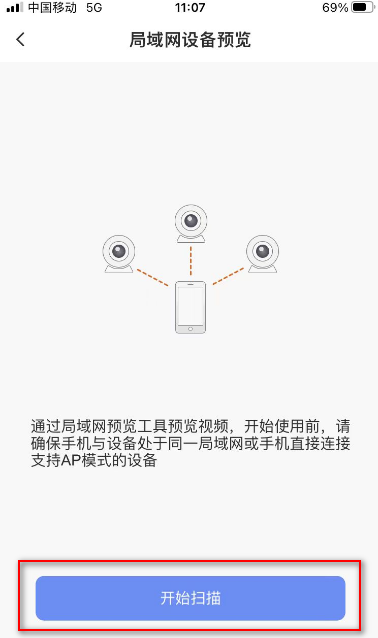 中国移动 5G 11:07 69%
局域网设备预览
通过局域网预览工具预览视频，开始使用前，请
确保手机与设备处于同一局域网或手机直接连接
支持AP模式的设备
开始扫描